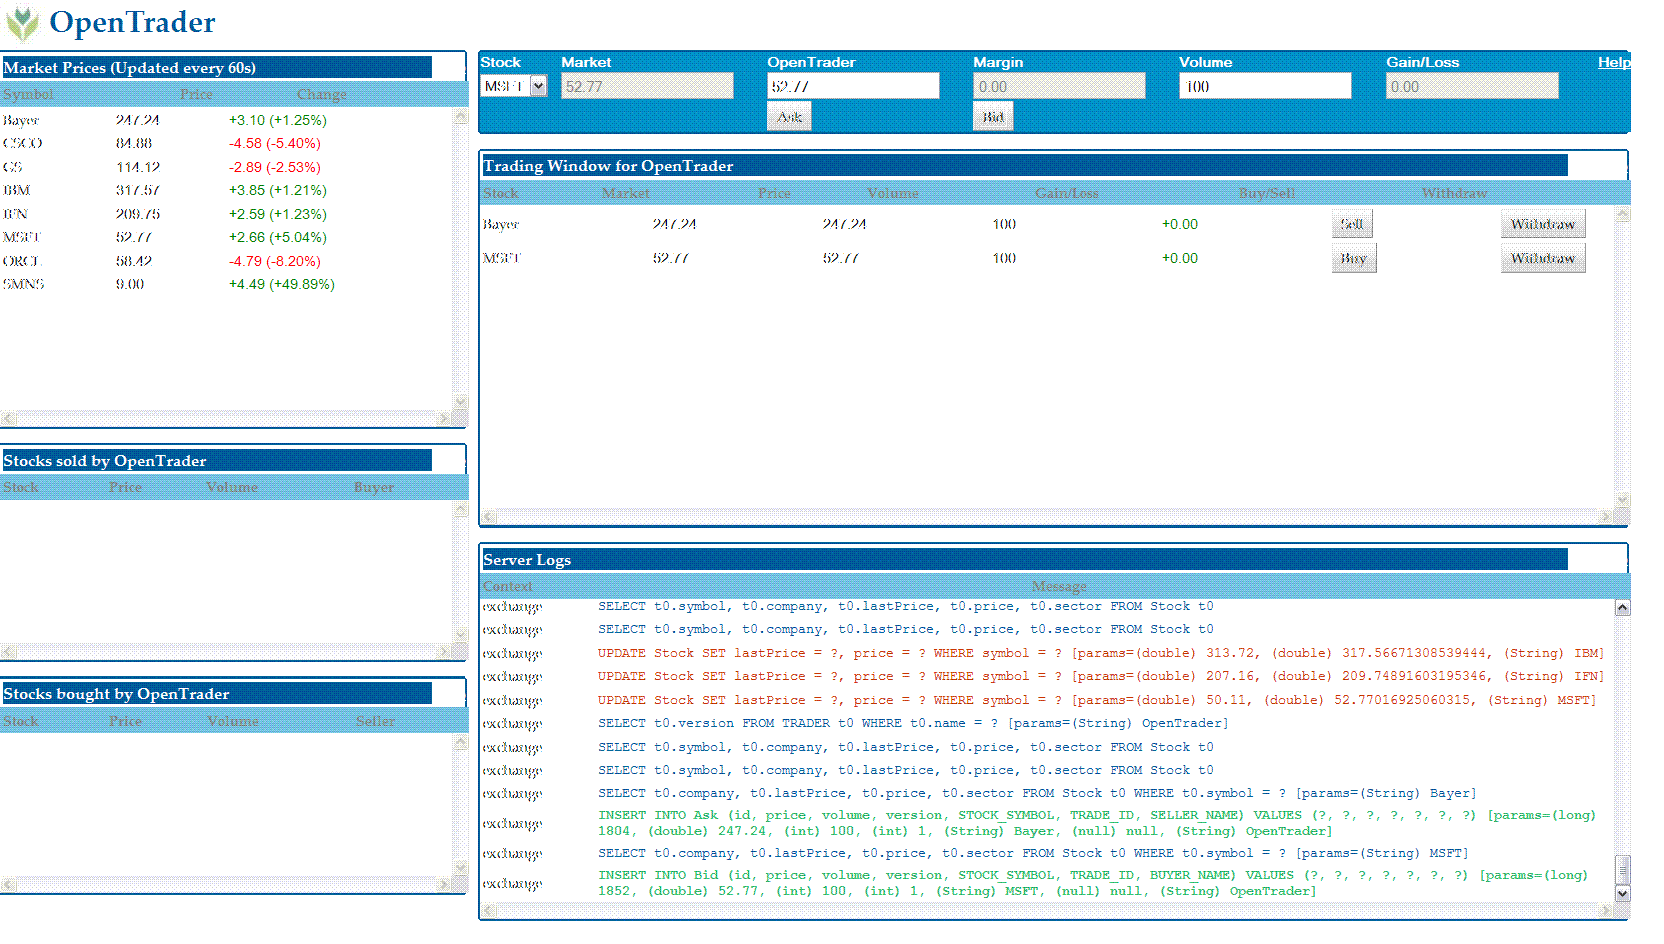 OpenTrader
Market Prices (Updated every 60s)
Symbol Price Change
Bayer 247.24 +3.10 (+1.25%)
CSCO 84.88 -4.58 (-5.40%)
GS 114.12 -2.89 (-2.53%)
IBM 317.57 +3.85 (+1.21%)
IFN 209.75 +2.59 (+1.23%)
MSFT 52.77 +2.66 (+5.04%)
ORCL 58.42 -4.79 (-8.20%)
SMNS 9.00 +4.49 (+49.89%)
Stocks sold by OpenTrader
Stock Price Volume Buyer
Stocks bought by OpenTrader
Stock Price Volume Seller
Stock Market OpenTrader Margin Volume Gain/Loss Help
MSFT 52.77 52.77 0.00 100 0.00
Ask Bid
Trading Window for OpenTrader
Stock Market Price Volume Gain/Loss Buy/Sell Withdraw
Bayer 247.24 247.24 100 +0.00 Sell Withdraw
MSFT 52.77 52.77 100 +0.00 Buy Withdraw
Server Logs
Context Message
exchange SELECT t0.symbol, t0.company, t0.lastPrice, t0.price, t0.sector FROM Stock t0
exchange SELECT t0.symbol, t0.company, t0.lastPrice, t0.price, t0.sector FROM Stock t0
exchange UPDATE Stock SET lastPrice = ?, price = ? WHERE symbol = ? [params=(double) 313.72, (double) 317.56671308539444, (String) IBM]
exchange UPDATE Stock SET lastPrice = ?, price = ? WHERE symbol = ? [params=(double) 207.16, (double) 209.74891603195346, (String) IFN]
exchange UPDATE Stock SET lastPrice = ?, price = ? WHERE symbol = ? [params=(double) 50.11, (double) 52.77016925060315, (String) MSFT]
exchange SELECT t0.version FROM TRADER t0 WHERE t0.name = ? [params=(String) OpenTrader]
exchange SELECT t0.symbol, t0.company, t0.lastPrice, t0.price, t0.sector FROM Stock t0
exchange SELECT t0.symbol, t0.company, t0.lastPrice, t0.price, t0.sector FROM Stock t0
exchange SELECT t0.company, t0.lastPrice, t0.price, t0.sector FROM Stock t0 WHERE t0.symbol = ? [params=(String) Bayer]
exchange INSERT INTO Ask (id, price, volume, version, STOCK_SYMBOL, TRADE_ID, SELLER_NAME) VALUES (?, ?, ?, ?, ?, ?, ?) [params=(long)
1804, (double) 247.24, (int) 100, (int) 1, (String) Bayer, (null) null, (String) OpenTrader]
exchange SELECT t0.company, t0.lastPrice, t0.price, t0.sector FROM Stock t0 WHERE t0.symbol = ? [params=(String) MSFT]
exchange INSERT INTO Bid (id, price, volume, version, STOCK_SYMBOL, TRADE_ID, BUYER_NAME) VALUES (?, ?, ?, ?, ?, ?, ?) [params=(long)
1852, (double) 52.77, (int) 100, (int) 1, (String) MSFT, (null) null, (String) OpenTrader]